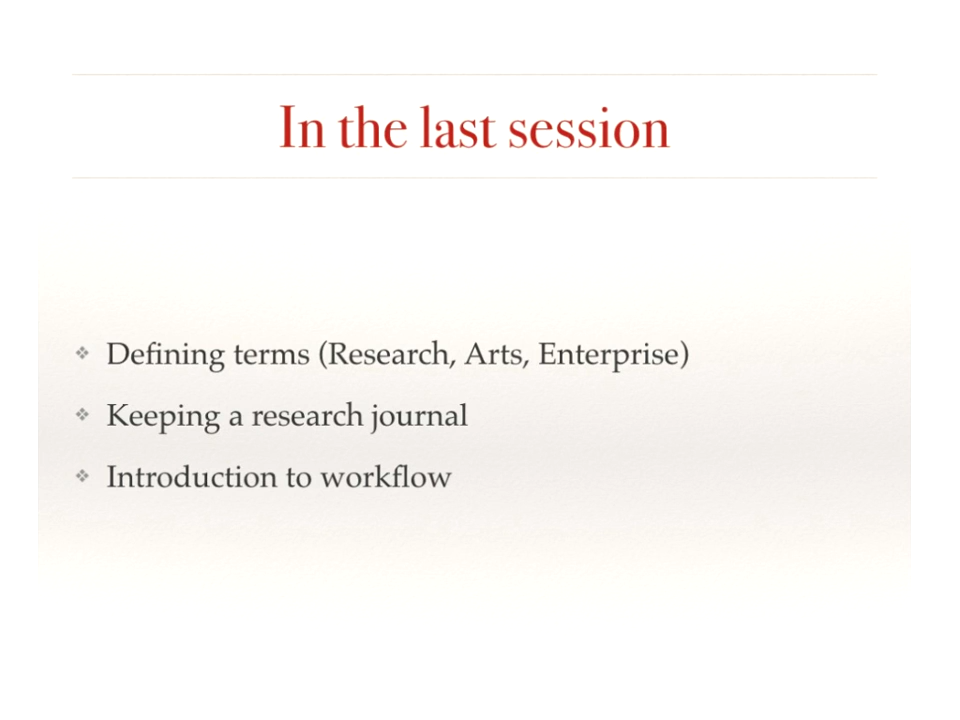 In the last session
Defining terms (Research, Arts, Enterprise)
Keeping a research journal
Introduction to workflow